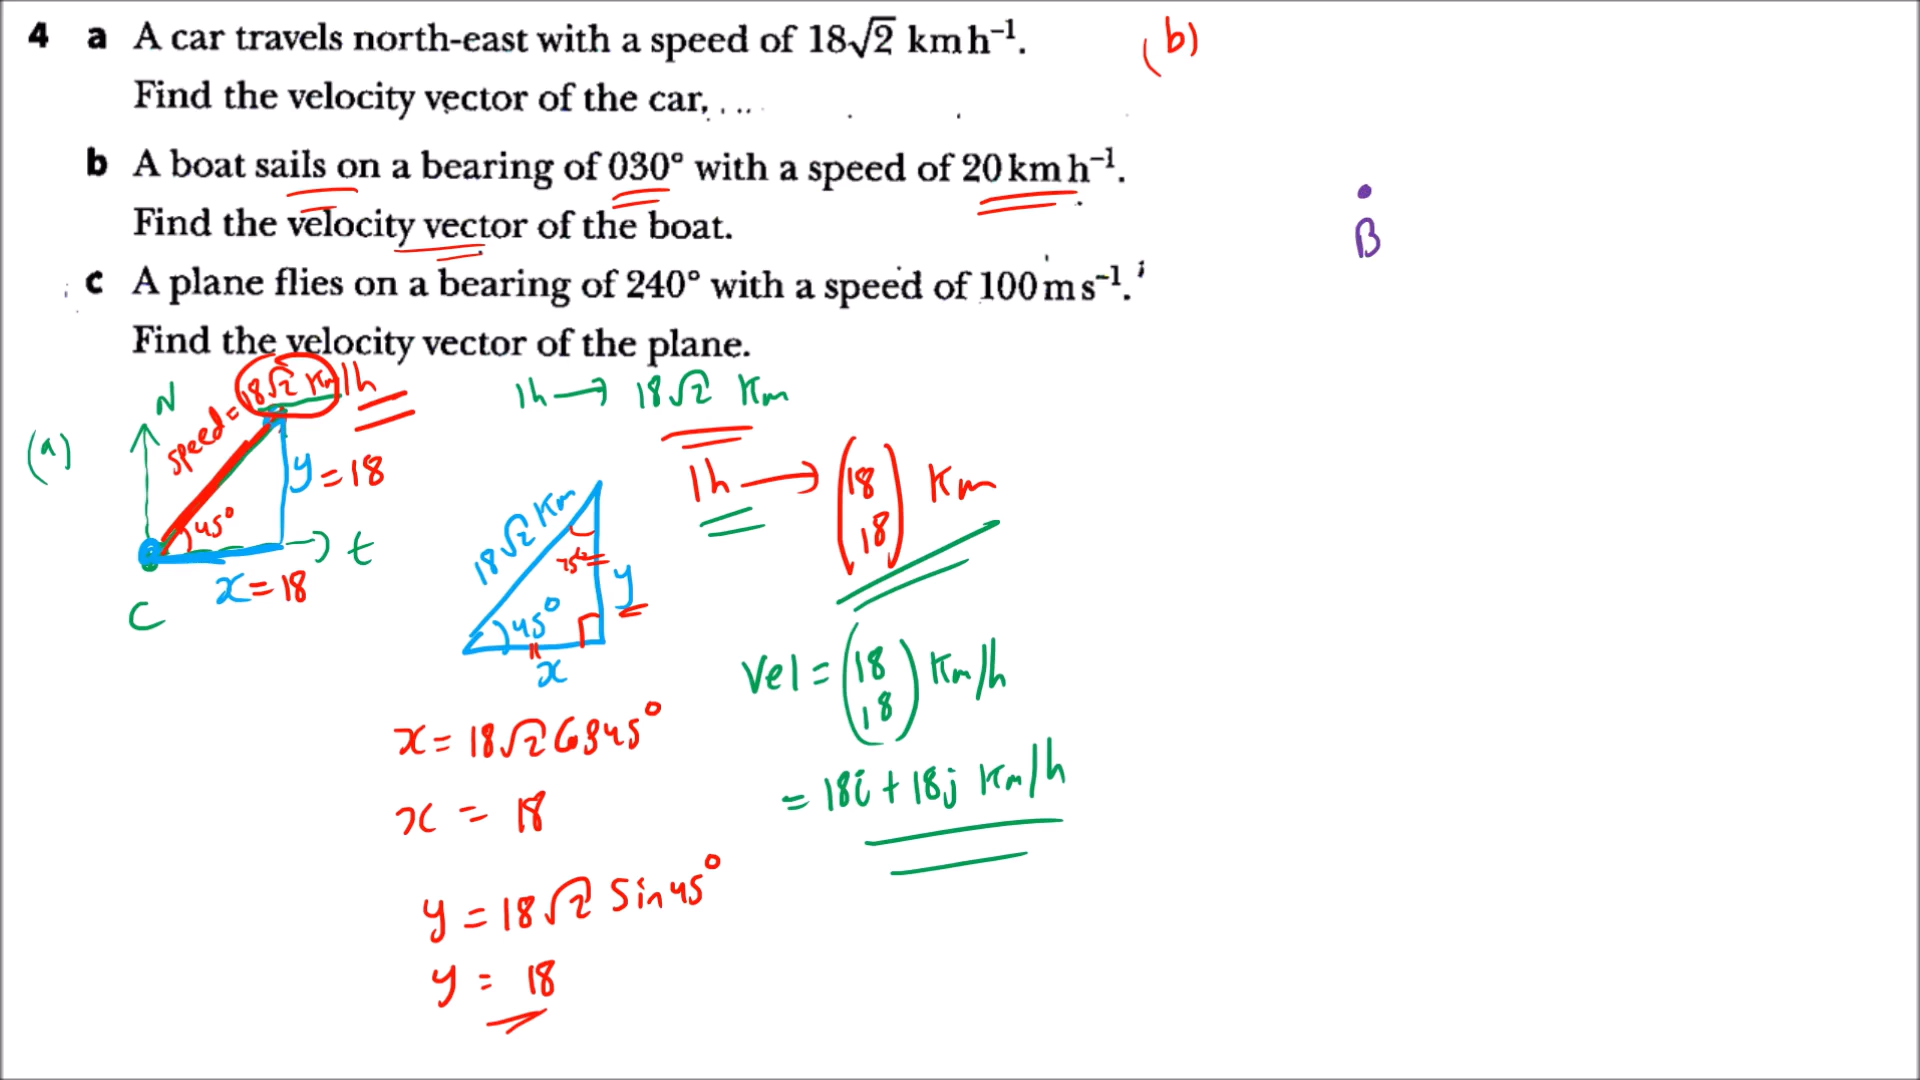 4 a A car travels north-east with a speed of 18√2 km h⁻¹.
Find the velocity vector of the car, . ..
b A boat sails on a bearing of 030° with a speed of 20 km h⁻¹.
Find the velocity vector of the boat.
c A plane flies on a bearing of 240° with a speed of 100 m s⁻¹.
Find the velocity vector of the plane.
(a)
N
speed = 18√2 Km/h
y = 18
45°
t
x = 18
C
18√2 Km
45°
y
x
x = 18√2 Cos45°
x = 18
y = 18√2 Sin45°
y = 18
1h → 18√2 Km
1h → (18
18) Km
Vel = (18
18) Km/h
= 18i + 18j Km/h
(b)
B